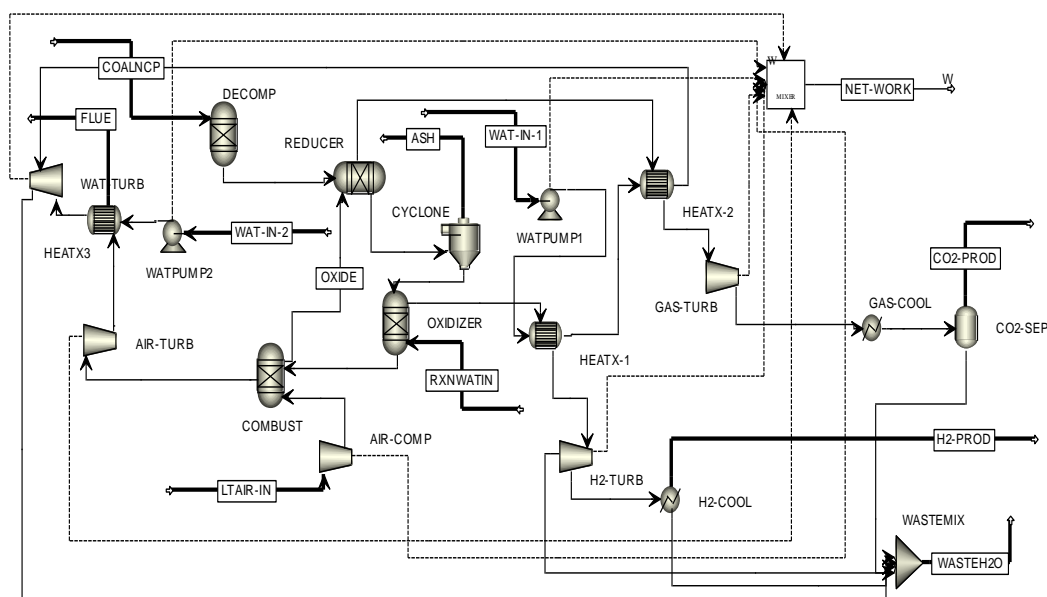 W
MIXER
NET-WORK
W
COALNCP
DECOMP
FLUE
REDUCER
ASH
WAT-IN-1
WAT-TURB
CYCLONE
HEATX-2
WAT-IN-2
WATPUMP1
CO2-PROD
HEATX3
WATPUMP2
OXIDE
GAS-TURB
GAS-COOL
OXIDIZER
CO2-SEP
AIR-TURB
HEATX-1
RXNWATIN
COMBUST
AIR-COMP
H2-PROD
H2-TURB
LTAIR-IN
H2-COOL
WASTEMIX
WASTEH2O